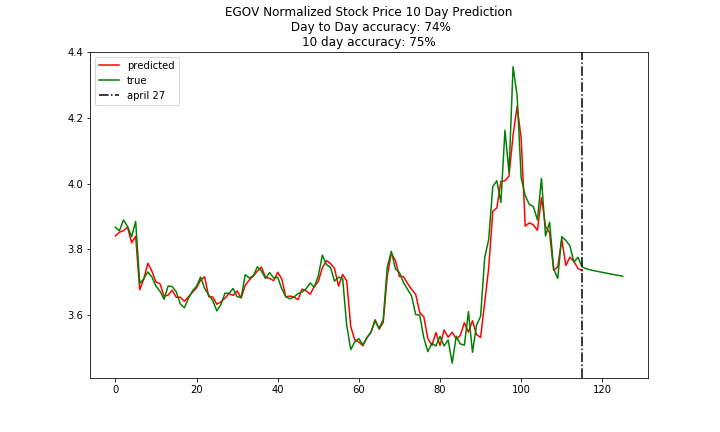 EGOV Normalized Stock Price 10 Day Prediction
Day to Day accuracy: 74%
10 day accuracy: 75%
predicted
true
april 27
4.4
4.2
4.0
3.8
3.6
0 20 40 60 80 100 120